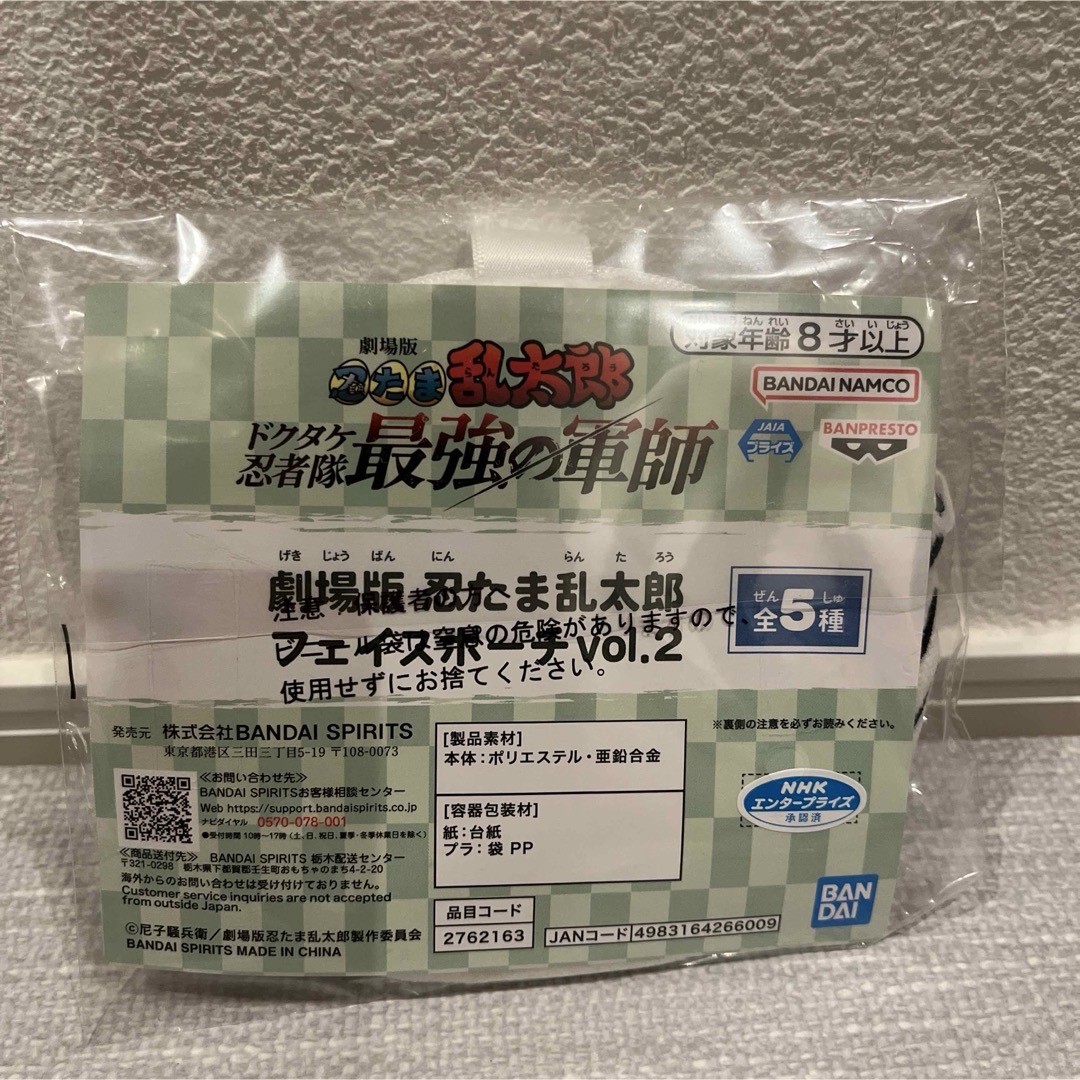 劇場版
忍たま乱太郎
らんたろう
ドクタケ
忍者隊
最強の軍師
ねんれい さい いじょう
対象年齢 8 才以上
BANDAI NAMCO
JAIA
プライズ
BANPRESTO
げき じょう ばん にん らん た ろう
劇場版 忍たま乱太郎
フェイスポーチ vol.2
注意 保護者の方へ
袋 窒息の危険がありますので、
使用せずにお捨てください。
ぜん しゅ
全5種
発売元 株式会社BANDAI SPIRITS
東京都港区三田三丁目5-19 〒108-0073
≪お問い合わせ先≫
BANDAI SPIRITSお客様相談センター
Web https://support.bandaispirits.co.jp
ナビダイヤル 0570-078-001
●受付時間 10時〜17時 (土、日、祝日、夏季・冬季休業日を除く)
≪商品送付先≫ BANDAI SPIRITS 栃木配送センター
〒321-0298 栃木県下都賀郡壬生町おもちゃのまち4-2-20
海外からのお問い合わせは受け付けておりません。
Customer service inquiries are not accepted
from outside Japan.
©尼子騒兵衛/劇場版忍たま乱太郎製作委員会
BANDAI SPIRITS MADE IN CHINA
[製品素材]
本体:ポリエステル・亜鉛合金
[容器包装材]
紙:台紙
プラ:袋 PP
品目コード
2762163
JANコード 4983164266009
※裏側の注意を必ずお読みください。
NHK
エンタープライズ
承認済
BAN
DAI